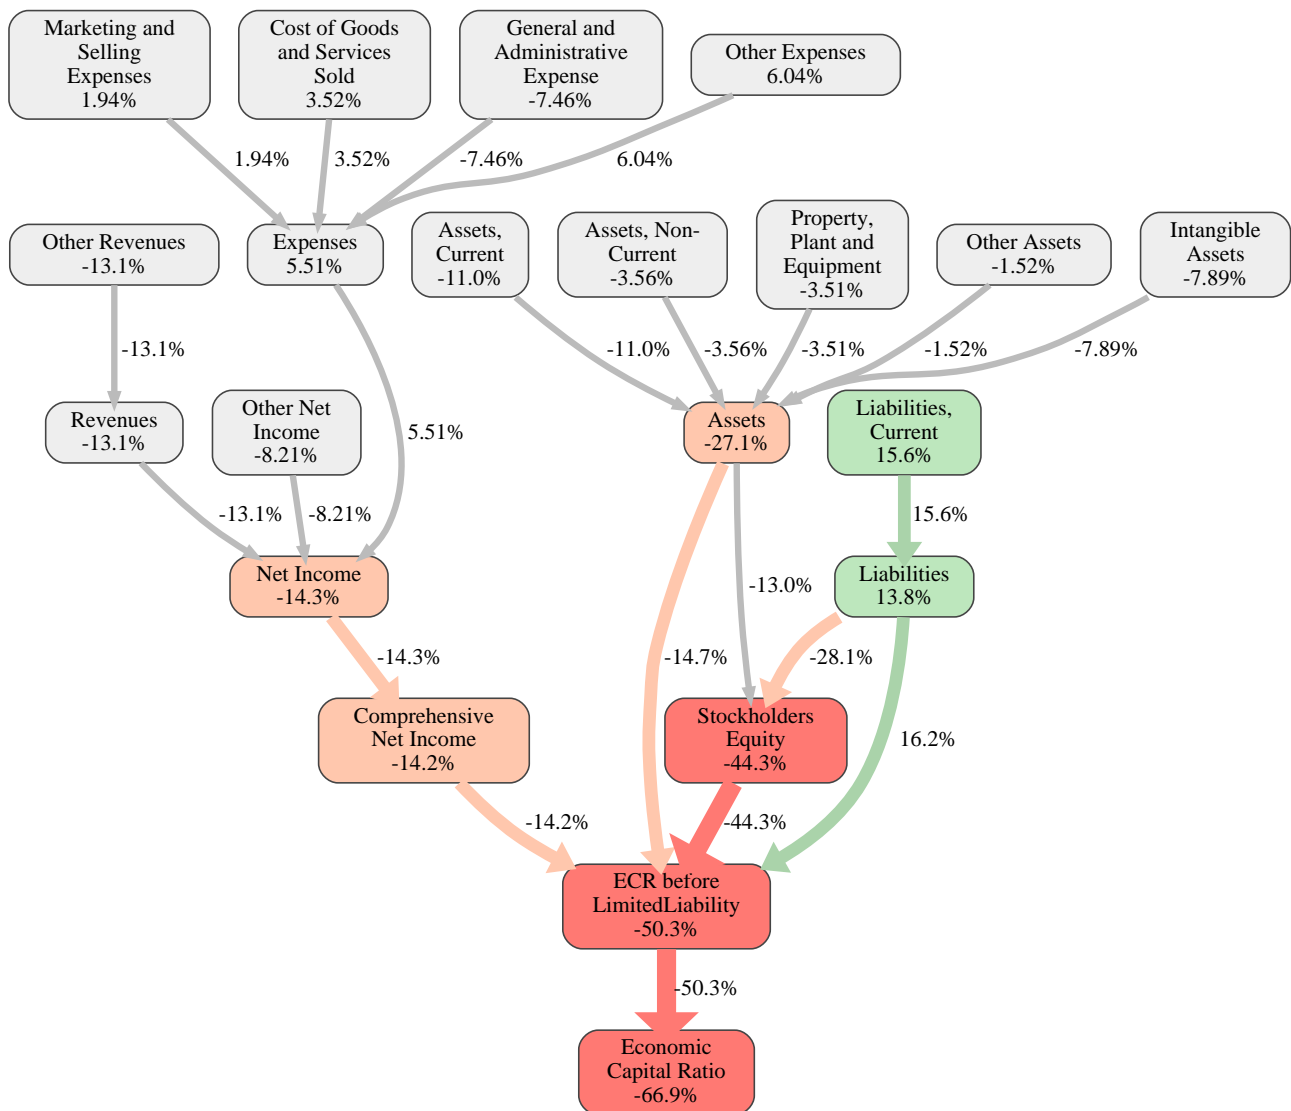 Marketing and
Selling
Expenses
1.94%
Cost of Goods
and Services
Sold
3.52%
General and
Administrative
Expense
-7.46%
Other Expenses
6.04%
1.94%
3.52%
-7.46%
6.04%
Other Revenues
-13.1%
Expenses
5.51%
Assets,
Current
-11.0%
Assets, Non-
Current
-3.56%
Property,
Plant and
Equipment
-3.51%
Other Assets
-1.52%
Intangible
Assets
-7.89%
-13.1%
-11.0%
-3.56%
-3.51%
-1.52%
-7.89%
Revenues
-13.1%
Other Net
Income
-8.21%
5.51%
Assets
-27.1%
Liabilities,
Current
15.6%
-13.1%
-8.21%
15.6%
Net Income
-14.3%
-13.0%
Liabilities
13.8%
-14.3%
-14.7%
-28.1%
Comprehensive
Net Income
-14.2%
Stockholders
Equity
-44.3%
16.2%
-14.2%
-44.3%
ECR before
LimitedLiability
-50.3%
-50.3%
Economic
Capital Ratio
-66.9%